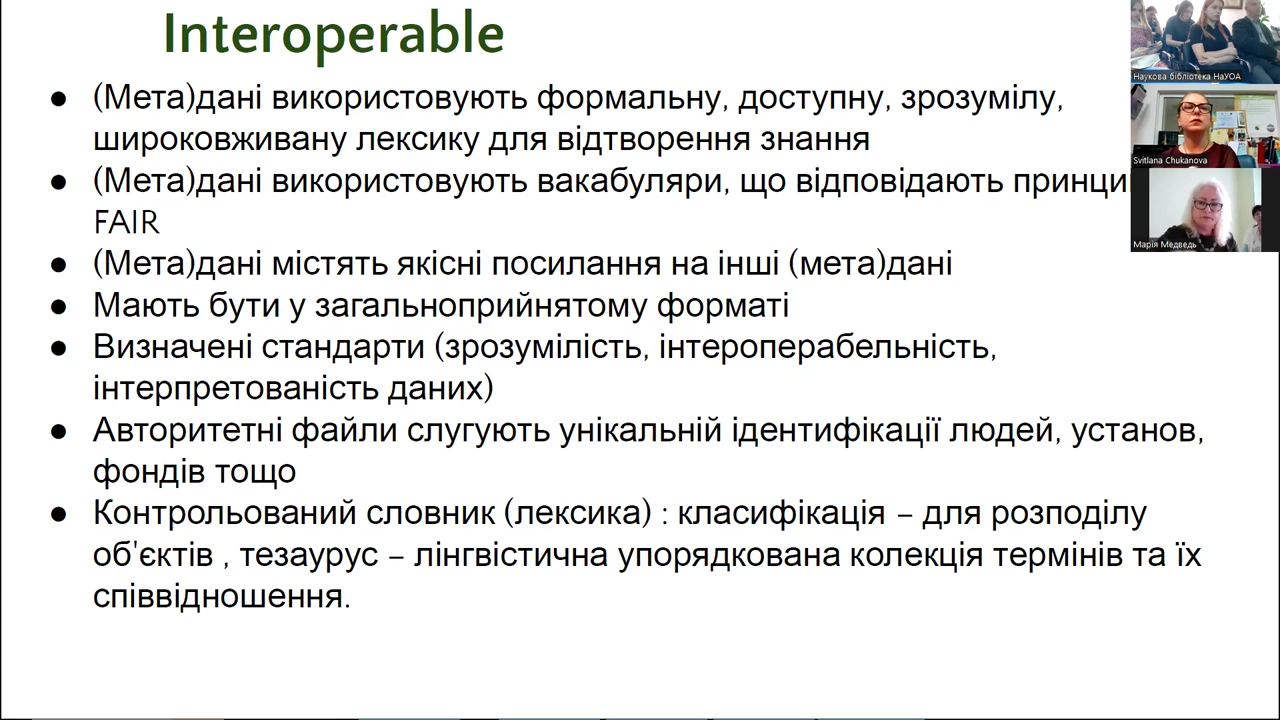 Interoperable
● (Мета)дані використовують формальну, доступну, зрозумілу,
широковживану лексику для відтворення знання
● (Мета)дані використовують вакабуляри, що відповідають
FAIR
● (Мета)дані містять якісні посилання на інші (мета)дані
● Мають бути у загальноприйнятому форматі
● Визначені стандарти (зрозумілість, інтероперабельність,
інтерпретованість даних)
● Авторитетні файли слугують унікальній ідентифікації людей, установ,
фондів тощо
● Контрольований словник (лексика) : класифікація – для розподілу
об'єктів , тезаурус – лінгвістична упорядкована колекція термінів та їх
співвідношення.
Наукова бібліотека НаУОА
Svitlana Chukanova
Марія Медведь